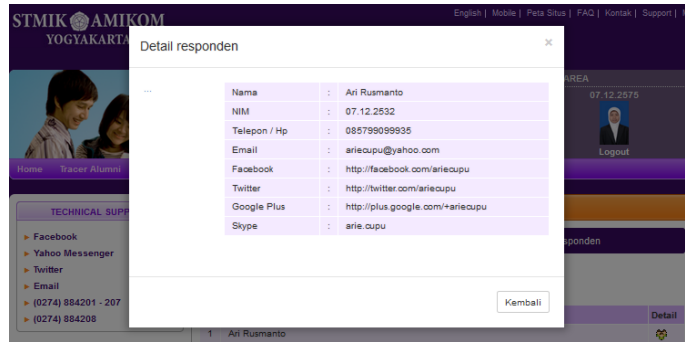 STMIK AMIKOM
YOGYAKARTA
English | Mobile | Peta Situs | FAQ | Kontak | Support |
Detail responden
×
AREA
07.12.2575
Logout
Home Tracer Alumni
...
Nama : Ari Rusmanto
NIM : 07.12.2532
Telepon / Hp : 085799099935
Email : ariecupu@yahoo.com
Facebook : http://facebook.com/ariecupu
Twitter : http://twitter.com/ariecupu
Google Plus : http://plus.google.com/+ariecupu
Skype : arie.cupu
TECHNICAL SUPP
Facebook
Yahoo Messenger
Twitter
Email
(0274) 884201 - 207
(0274) 884208
sponden
Kembali
Detail
1 Ari Rusmanto